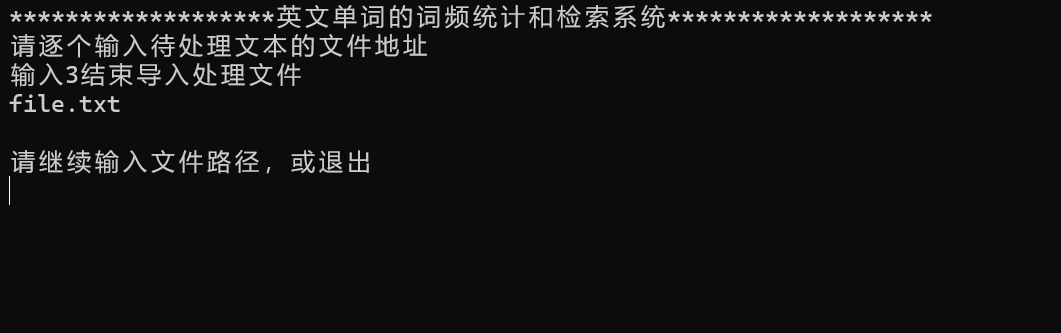 *******************英文单词的词频统计和检索系统*******************
请逐个输入待处理文本的文件地址
输入3结束导入处理文件
file.txt
请继续输入文件路径，或退出